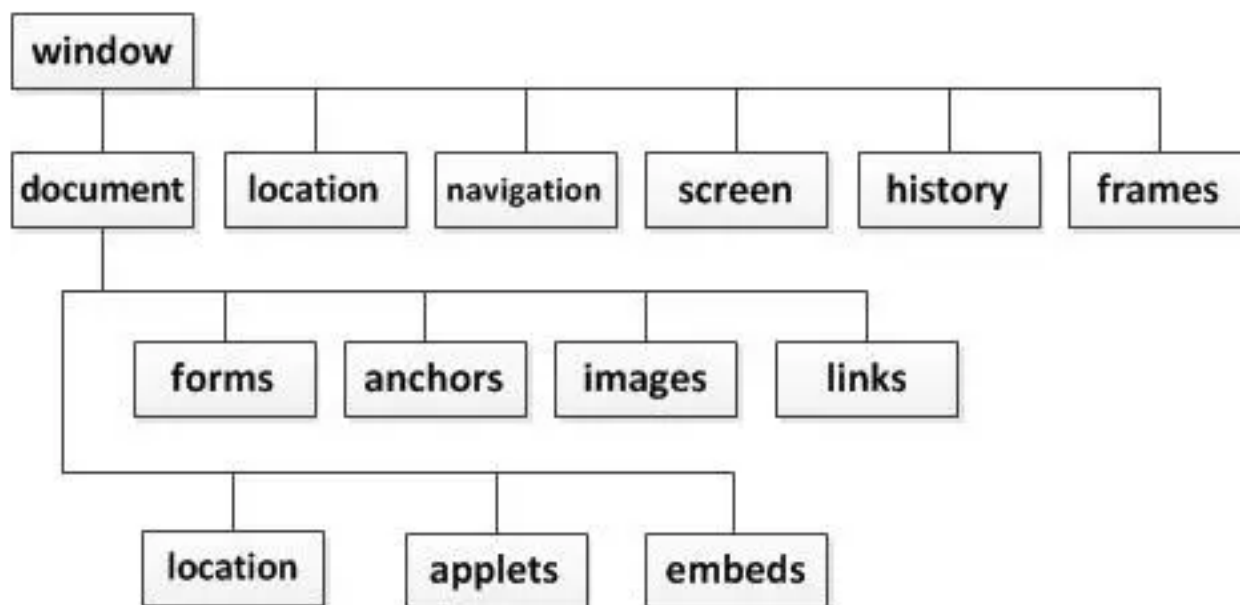 window
document location navigation screen history frames
forms anchors images links
location applets embeds